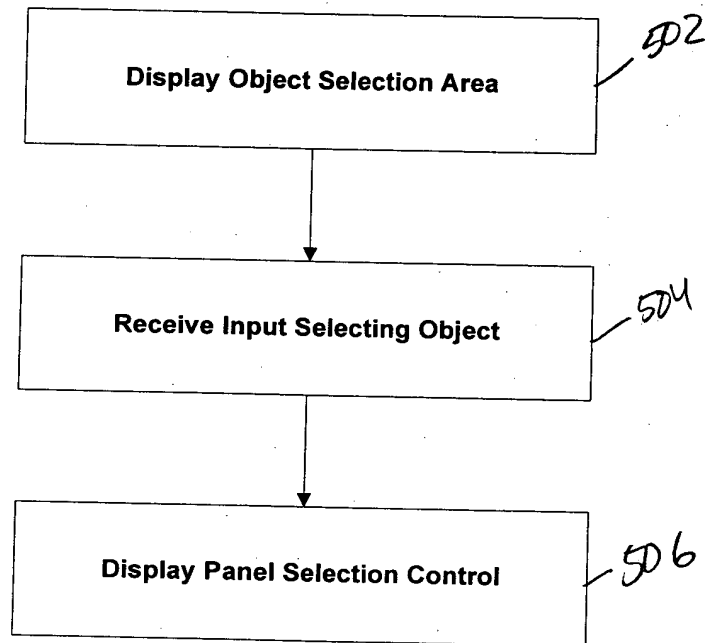 502
Display Object Selection Area
504
Receive Input Selecting Object
506
Display Panel Selection Control